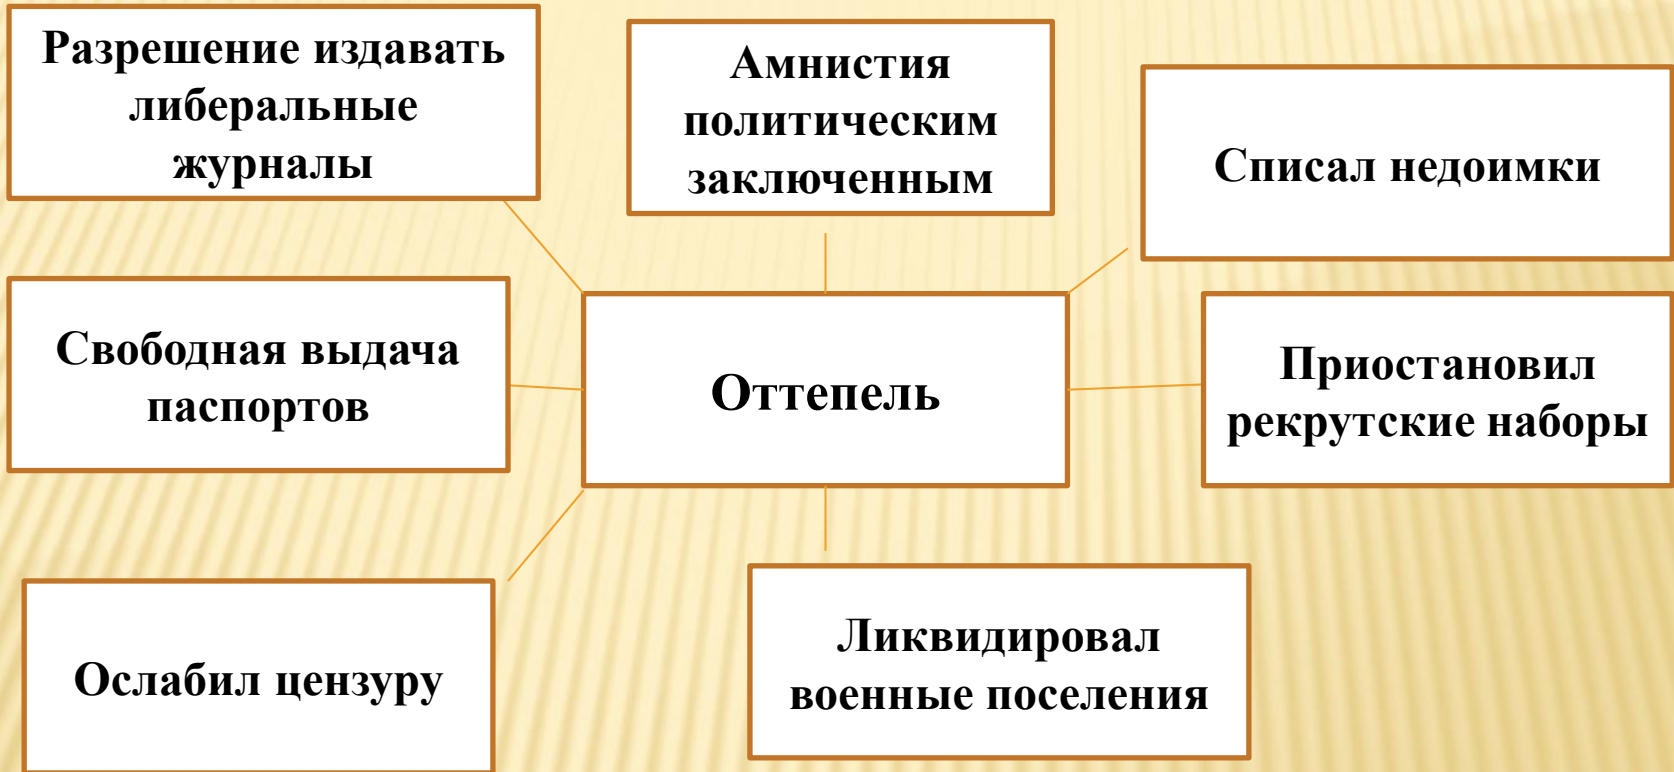 Разрешение издавать
либеральные
журналы
Амнистия
политическим
заключенным
Списал недоимки
Свободная выдача
паспортов
Оттепель
Приостановил
рекрутские наборы
Ослабил цензуру
Ликвидировал
военные поселения